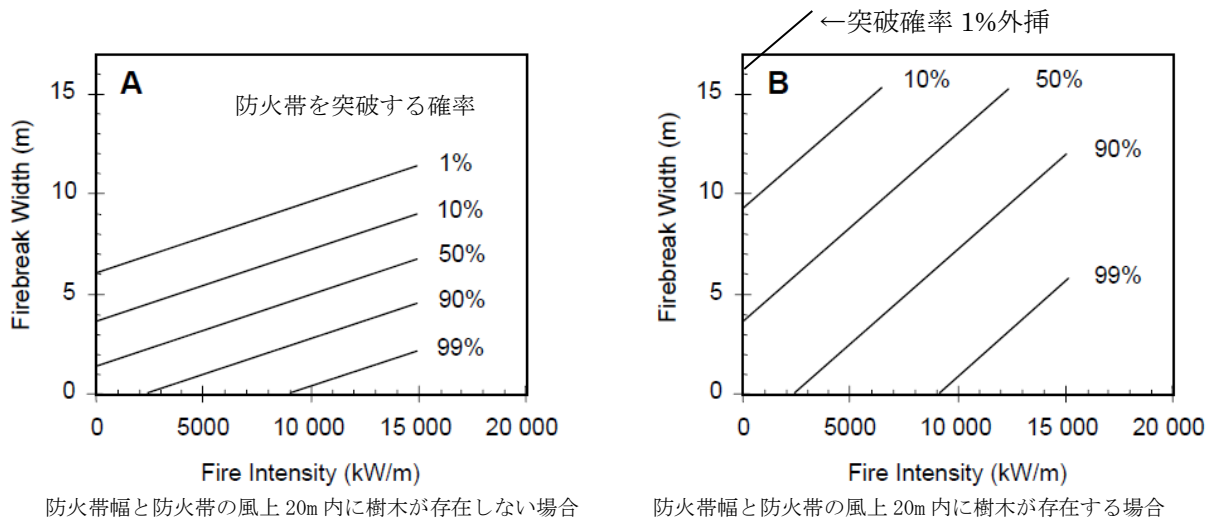 ←突破確率 1%外挿
A
防火帯を突破する確率
1%
10%
50%
90%
99%
15
10
5
0
Firebreak Width (m)
0 5000 10 000 15 000 20 000
Fire Intensity (kW/m)
防火帯幅と防火帯の風上 20m 内に樹木が存在しない場合
B
10%
50%
90%
99%
15
10
5
0
Firebreak Width (m)
0 5000 10 000 15 000 20 000
Fire Intensity (kW/m)
防火帯幅と防火帯の風上 20m 内に樹木が存在する場合